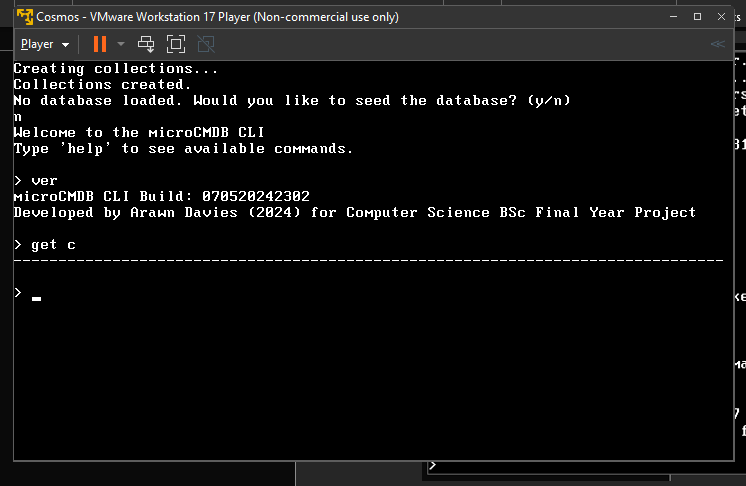 Cosmos - VMware Workstation 17 Player (Non-commercial use only)
Player
Creating collections...
Collections created.
No database loaded. Would you like to seed the database? (y/n)
n
Welcome to the microCMDB CLI
Type 'help' to see available commands.
> ver
microCMDB CLI Build: 070520242302
Developed by Arawn Davies (2024) for Computer Science BSc Final Year Project
> get c
--------------------------------------------------------------------------------
> _
>